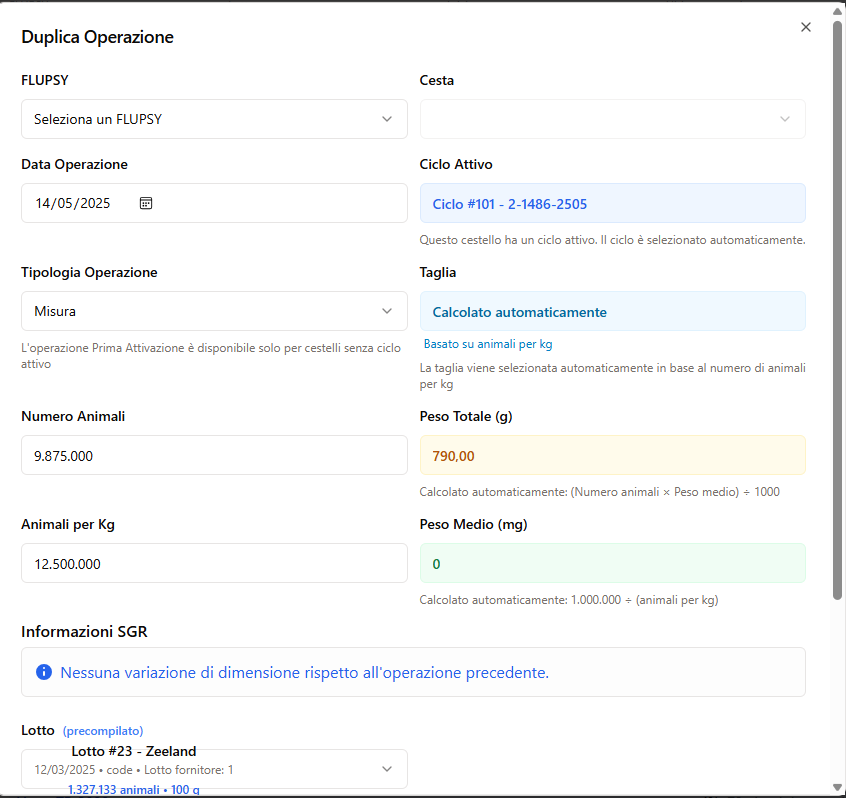 Duplica Operazione
FLUPSY
Cesta
Seleziona un FLUPSY
Data Operazione
Ciclo Attivo
14/05/2025
Ciclo #101 - 2-1486-2505
Questo cestello ha un ciclo attivo. Il ciclo è selezionato automaticamente.
Tipologia Operazione
Taglia
Misura
Calcolato automaticamente
Basato su animali per kg
L'operazione Prima Attivazione è disponibile solo per cestelli senza ciclo
attivo
La taglia viene selezionata automaticamente in base al numero di animali
per kg
Numero Animali
Peso Totale (g)
9.875.000
790,00
Calcolato automaticamente: (Numero animali × Peso medio) ÷ 1000
Animali per Kg
Peso Medio (mg)
12.500.000
0
Calcolato automaticamente: 1.000.000 ÷ (animali per kg)
Informazioni SGR
Nessuna variazione di dimensione rispetto all'operazione precedente.
Lotto (precompilato)
Lotto #23 - Zeeland
12/03/2025 • code • Lotto fornitore: 1
1.327.133 animali • 100 g